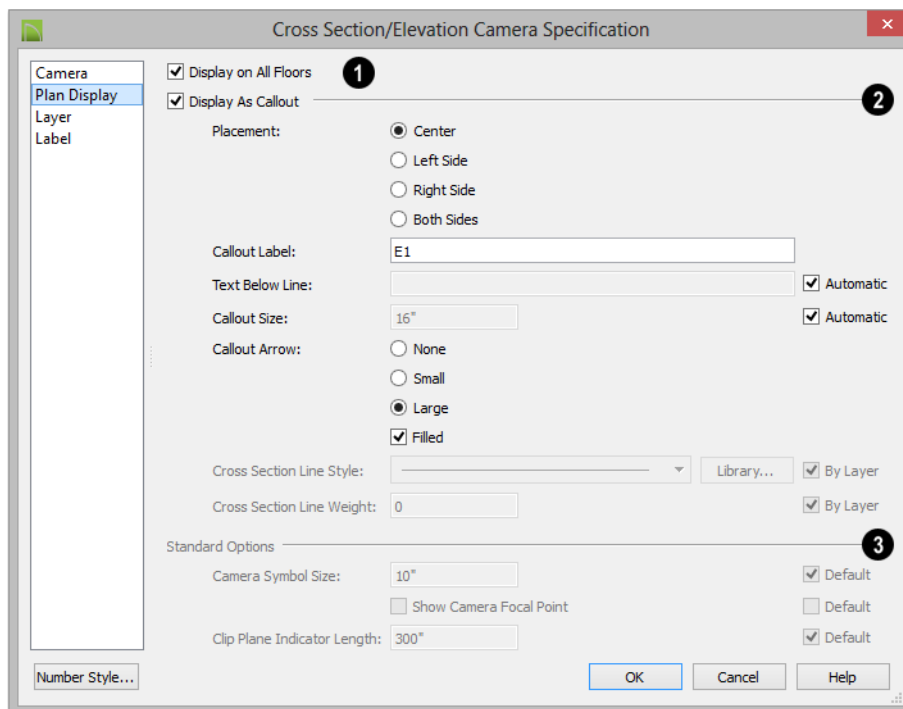 Cross Section/Elevation Camera Specification
Camera
Plan Display
Layer
Label
Display on All Floors 1
Display As Callout 2
Placement: Center
Left Side
Right Side
Both Sides
Callout Label: E1
Text Below Line: Automatic
Callout Size: 16" Automatic
Callout Arrow: None
Small
Large
Filled
Cross Section Line Style: Library... By Layer
Cross Section Line Weight: 0 By Layer
Standard Options 3
Camera Symbol Size: 10" Default
Show Camera Focal Point Default
Clip Plane Indicator Length: 300" Default
Number Style... OK Cancel Help